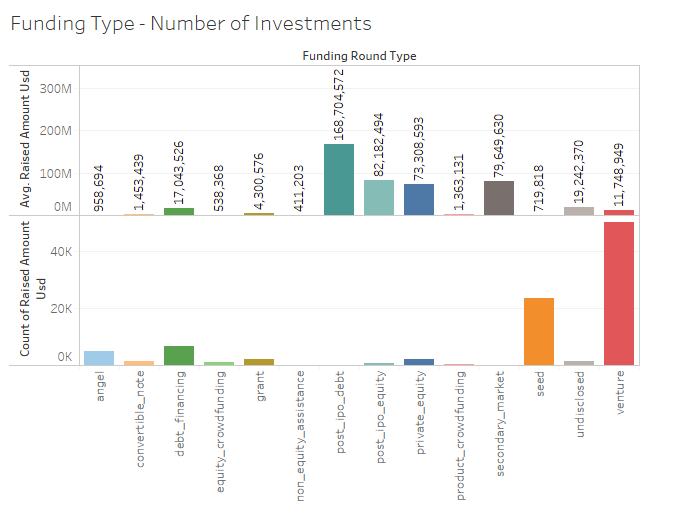 Funding Type - Number of Investments
Funding Round Type
Avg. Raised Amount Usd
300M
200M
100M
0M
958,694
1,453,439
17,043,526
538,368
4,300,576
411,203
168,704,572
82,182,494
73,308,593
1,363,131
79,649,630
719,818
19,242,370
11,748,949
Count of Raised Amount
Usd
40K
20K
0K
angel
convertible_note
debt_financing
equity_crowdfunding
grant
non_equity_assistance
post_ipo_debt
post_ipo_equity
private_equity
product_crowdfunding
secondary_market
seed
undisclosed
venture